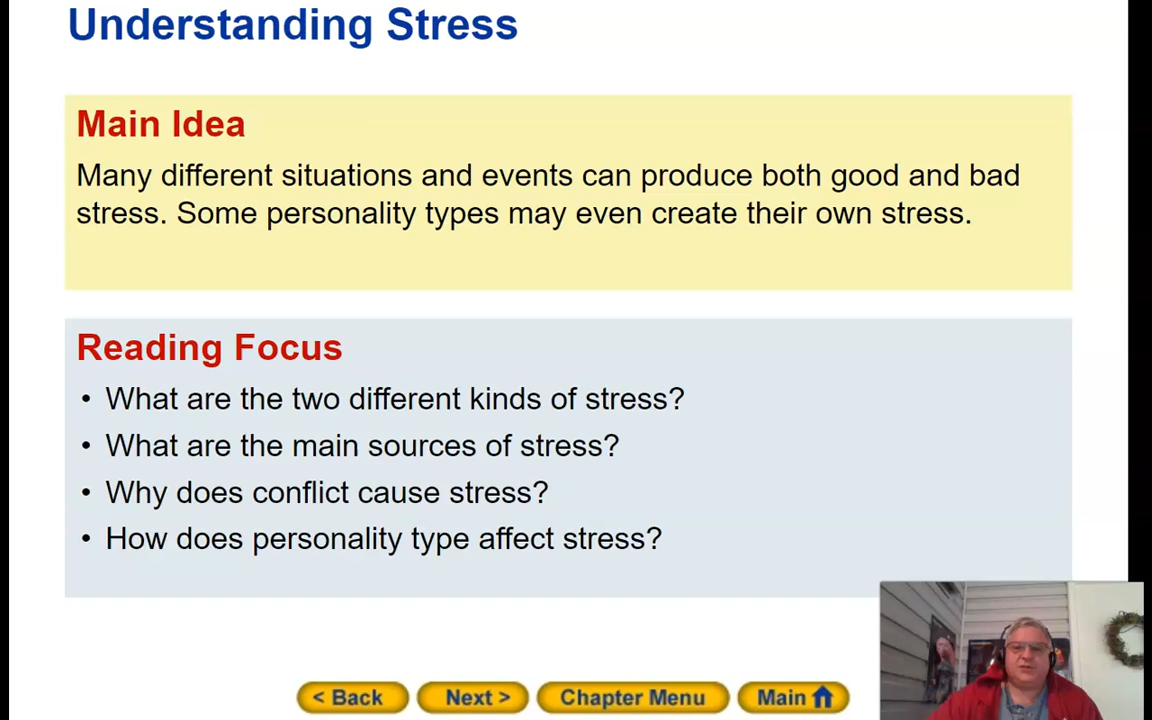 Understanding Stress
Main Idea
Many different situations and events can produce both good and bad
stress. Some personality types may even create their own stress.
Reading Focus
• What are the two different kinds of stress?
• What are the main sources of stress?
• Why does conflict cause stress?
• How does personality type affect stress?
< Back
Next >
Chapter Menu
Main